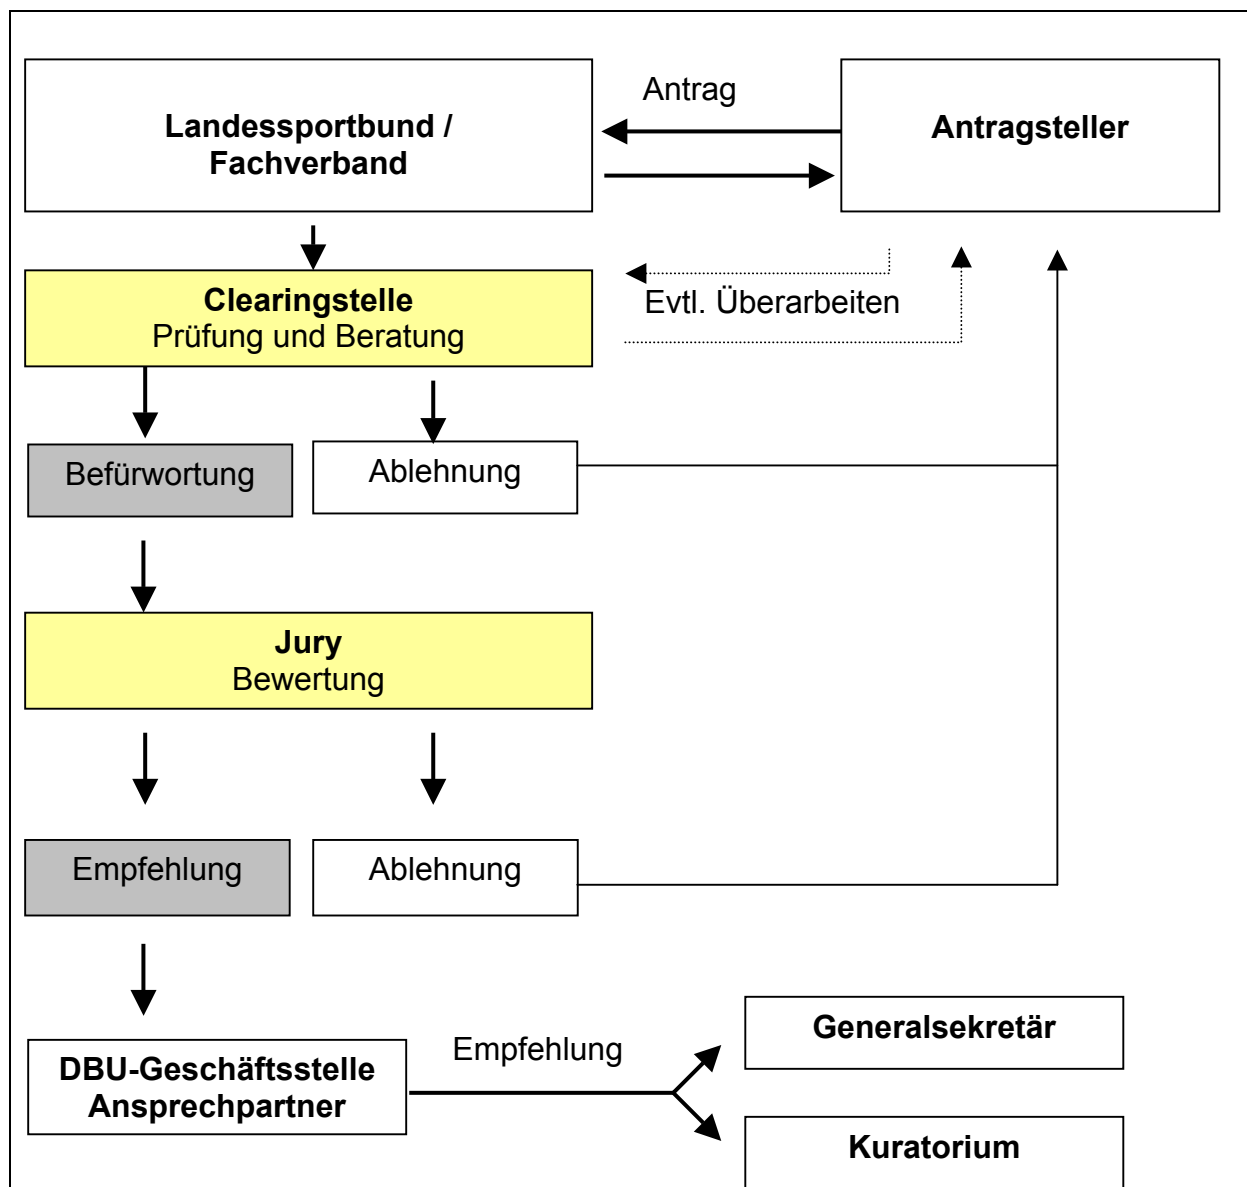 Landessportbund /
Fachverband
Antrag
Antragsteller
Clearingstelle
Prüfung und Beratung
Evtl. Überarbeiten
Befürwortung
Ablehnung
Jury
Bewertung
Empfehlung
Ablehnung
DBU-Geschäftsstelle
Ansprechpartner
Empfehlung
Generalsekretär
Kuratorium